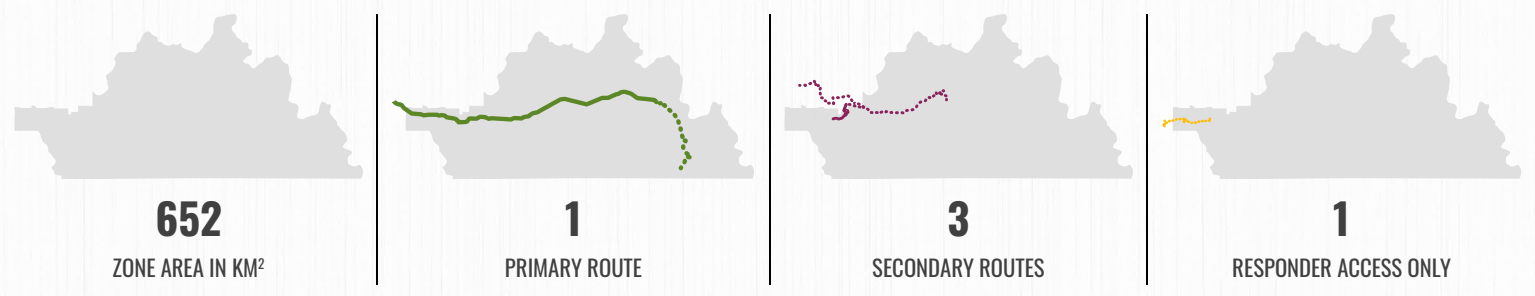 652
ZONE AREA IN KM²
1
PRIMARY ROUTE
3
SECONDARY ROUTES
1
RESPONDER ACCESS ONLY